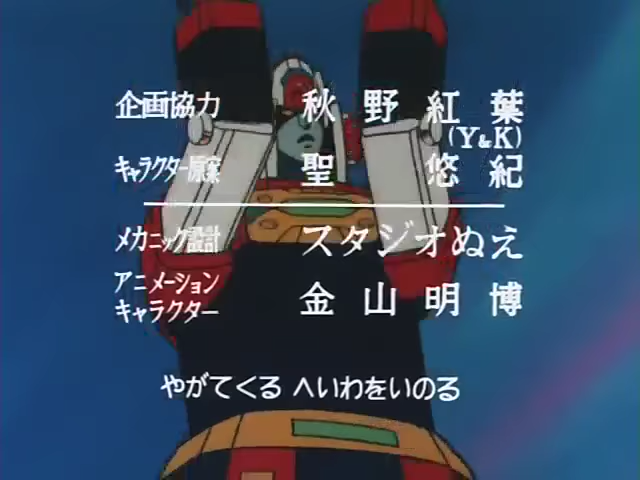 企画協力 秋野紅葉
(Y&K)
キャラクター原案 聖悠紀
メカニック設計 スタジオぬえ
アニメーション
キャラクター 金山明博
やがてくる へいわをいのる